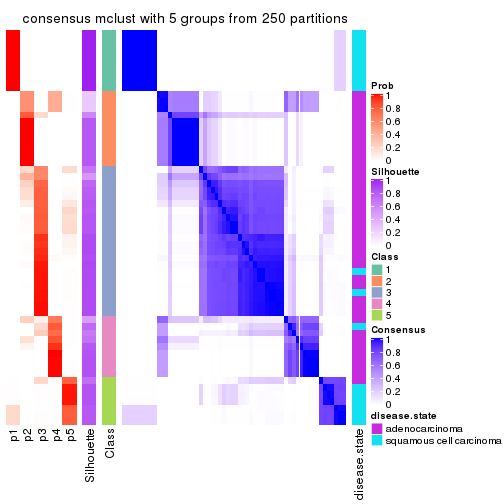 consensus mclust with 5 groups from 250 partitions
Prob
1
0.8
0.6
0.4
0.2
0
Silhouette
1
0.8
0.6
0.4
0.2
0
Class
1
2
3
4
5
Consensus
1
0.8
0.6
0.4
0.2
0
disease.state
adenocarcinoma
squamous cell carcinoma
p1
p2
p3
p4
p5
Silhouette
Class
disease.state